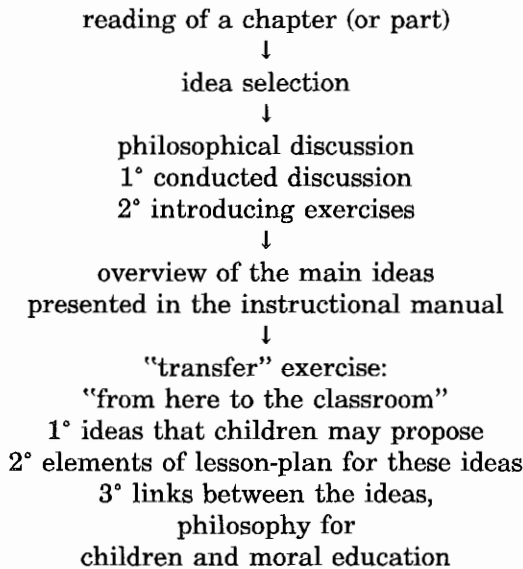 reading of a chapter (or part)
↓
idea selection
↓
philosophical discussion
1° conducted discussion
2° introducing exercises
↓
overview of the main ideas
presented in the instructional manual
↓
"transfer" exercise:
"from here to the classroom"
1° ideas that children may propose
2° elements of lesson-plan for these ideas
3° links between the ideas,
philosophy for
children and moral education